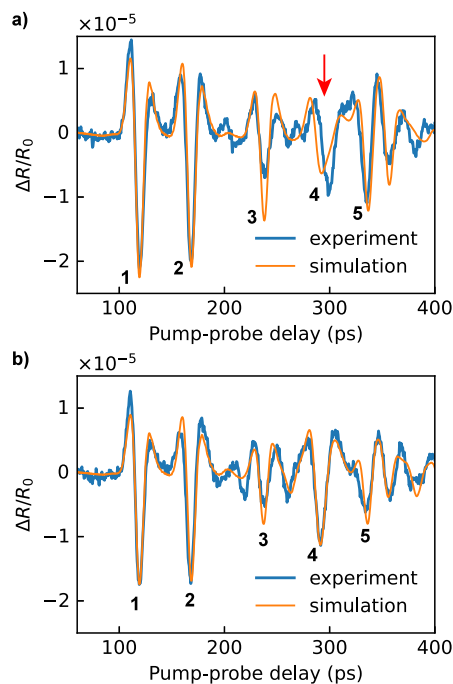 a)
×10⁻⁵
1
0
−1
−2
ΔR/R₀
1
2
3
4
5
experiment
simulation
100
200
300
400
Pump-probe delay (ps)
b)
×10⁻⁵
1
0
−1
−2
ΔR/R₀
1
2
3
4
5
experiment
simulation
100
200
300
400
Pump-probe delay (ps)